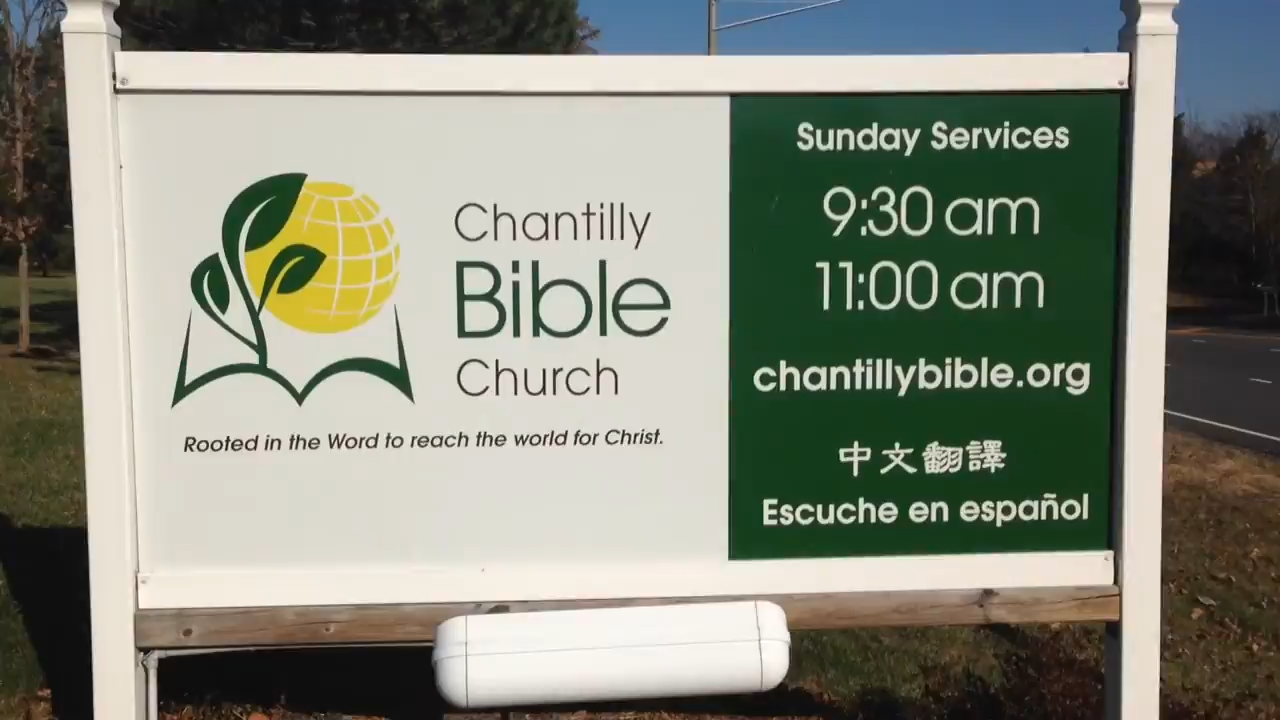 Chantilly
Bible
Church
Rooted in the Word to reach the world for Christ.
Sunday Services
9:30 am
11:00 am
chantillybible.org
中文翻譯
Escuche en español